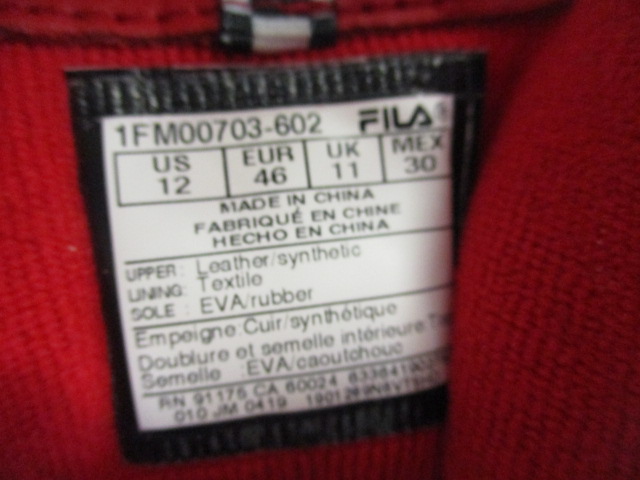 1FM00703-602 FILA
US EUR UK MEX
12 46 11 30
MADE IN CHINA
FABRIQUÉ EN CHINE
HECHO EN CHINA
UPPER: Leather/synthetic
LINING: Textile
SOLE: EVA/rubber
Empeigne Cuir/synthétique
Doublure et semelle intérieure
Semelle :EVA/caoutchouc
RN 91175 CA 60024
010 JM 0419